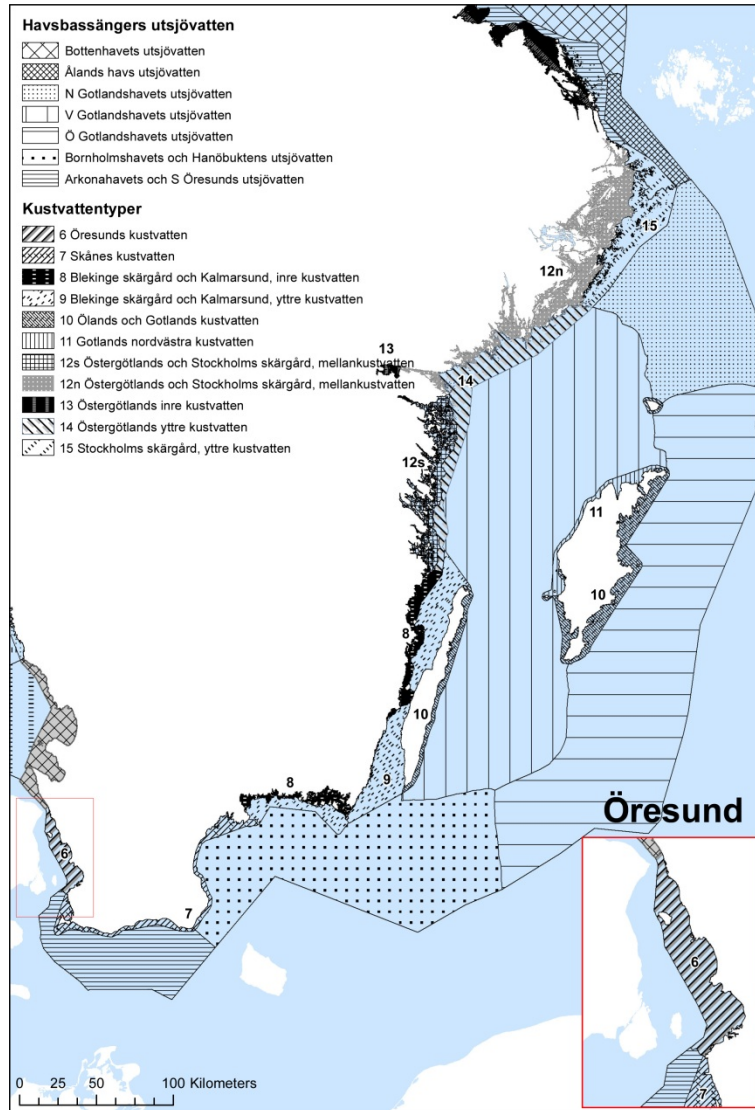 Havsbassängers utsjövatten
Bottenhavets utsjövatten
Ålands havs utsjövatten
N Gotlandshavets utsjövatten
V Gotlandshavets utsjövatten
Ö Gotlandshavets utsjövatten
Bornholmshavets och Hanöbuktens utsjövatten
Arkonahavets och S Öresunds utsjövatten
Kustvattentyper
6 Öresunds kustvatten
7 Skånes kustvatten
8 Blekinge skärgård och Kalmarsund, inre kustvatten
9 Blekinge skärgård och Kalmarsund, yttre kustvatten
10 Ölands och Gotlands kustvatten
11 Gotlands nordvästra kustvatten
12s Östergötlands och Stockholms skärgård, mellankustvatten
12n Östergötlands och Stockholms skärgård, mellankustvatten
13 Östergötlands inre kustvatten
14 Östergötlands yttre kustvatten
15 Stockholms skärgård, yttre kustvatten
15
12n
13
14
12s
11
10
8
10
9
8
6
7
Öresund
6
7
0 25 50 100 Kilometers